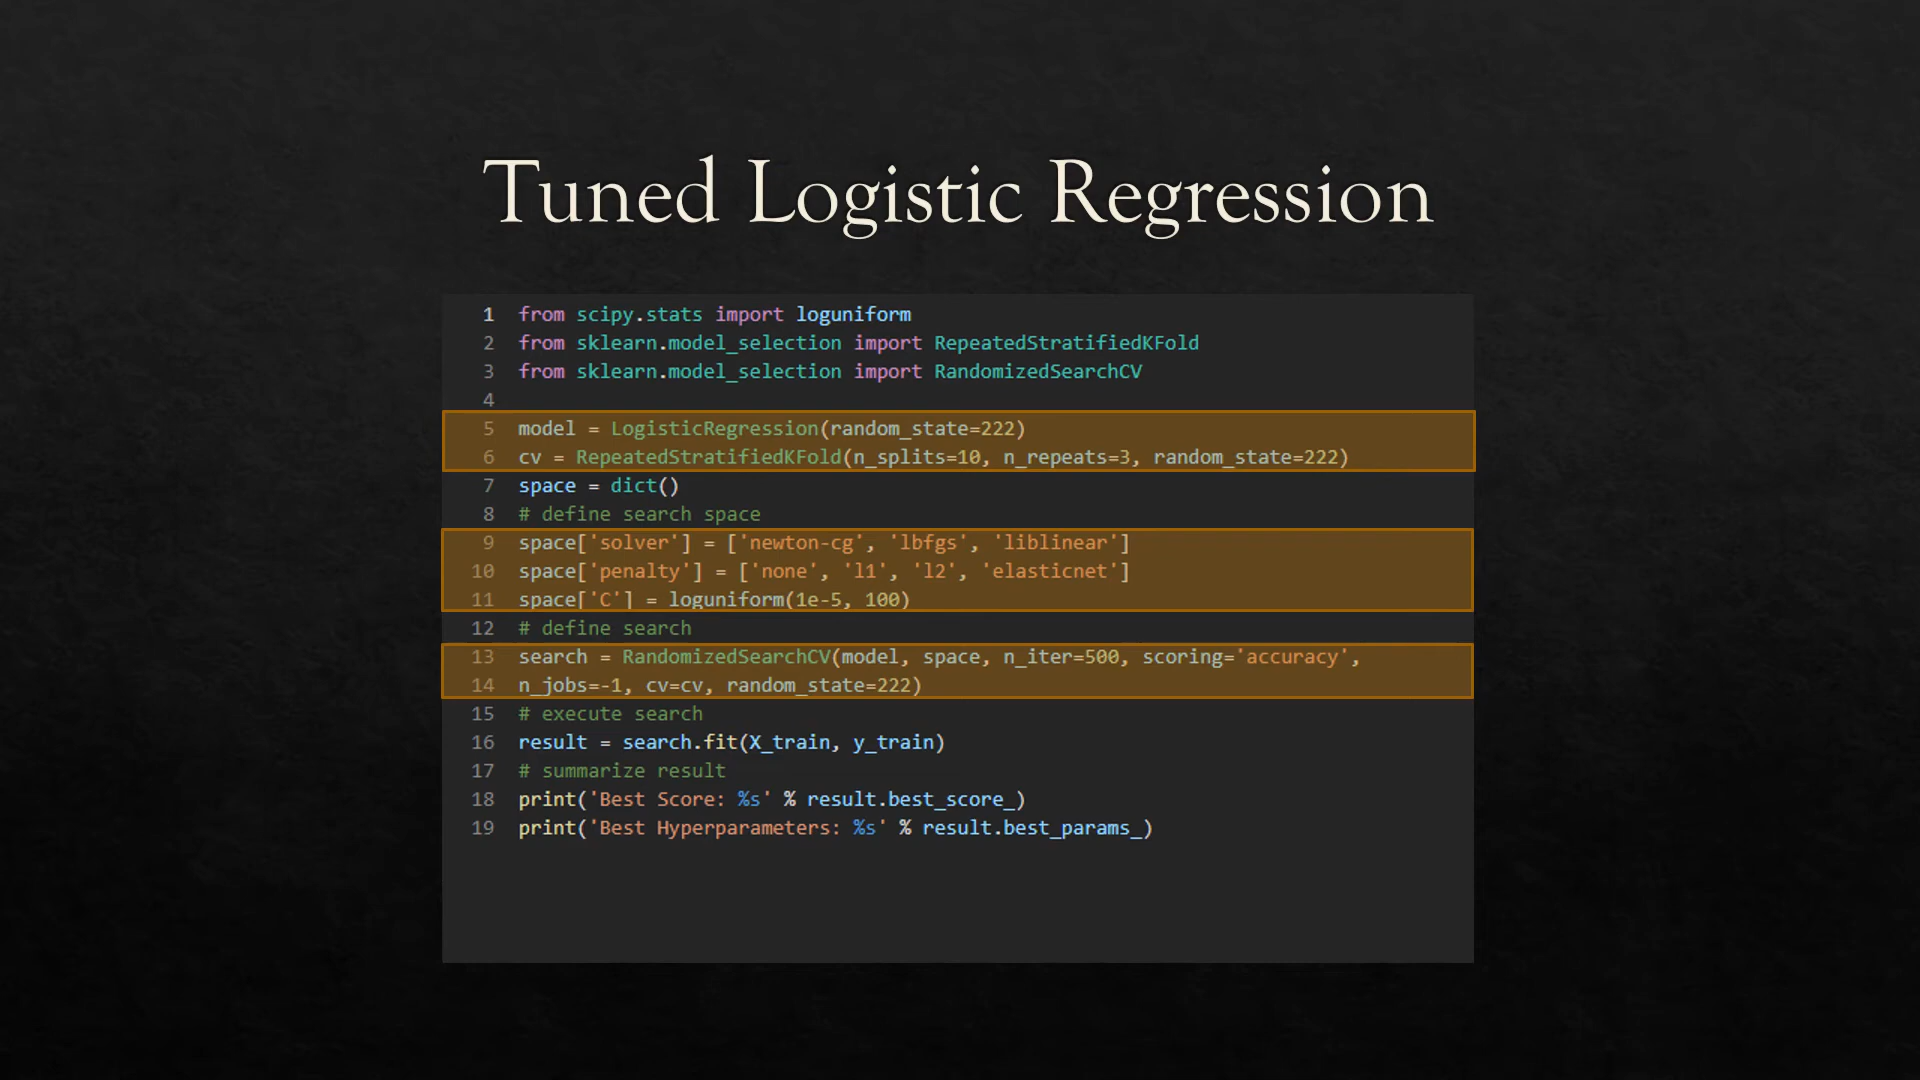 Tuned Logistic Regression
1 from scipy.stats import loguniform
2 from sklearn.model_selection import RepeatedStratifiedKFold
3 from sklearn.model_selection import RandomizedSearchCV
4
5 model = LogisticRegression(random_state=222)
6 cv = RepeatedStratifiedKFold(n_splits=10, n_repeats=3, random_state=222)
7 space = dict()
8 # define search space
9 space['solver'] = ['newton-cg', 'lbfgs', 'liblinear']
10 space['penalty'] = ['none', 'l1', 'l2', 'elasticnet']
11 space['C'] = loguniform(1e-5, 100)
12 # define search
13 search = RandomizedSearchCV(model, space, n_iter=500, scoring='accuracy',
14 n_jobs=-1, cv=cv, random_state=222)
15 # execute search
16 result = search.fit(X_train, y_train)
17 # summarize result
18 print('Best Score: %s' % result.best_score_)
19 print('Best Hyperparameters: %s' % result.best_params_)